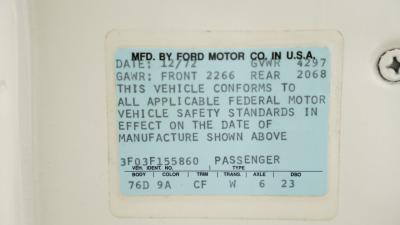 MFD. BY FORD MOTOR CO. IN U.S.A.
DATE: 12/72 GVWR 4297
GAWR: FRONT 2266 REAR 2068
THIS VEHICLE CONFORMS TO
ALL APPLICABLE FEDERAL MOTOR
VEHICLE SAFETY STANDARDS IN
EFFECT ON THE DATE OF
MANUFACTURE SHOWN ABOVE
3F03F155860 PASSENGER
VEH. IDENT. NO. TYPE
BODY COLOR TRIM TRANS. AXLE DSO
76D 9A CF W 6 23